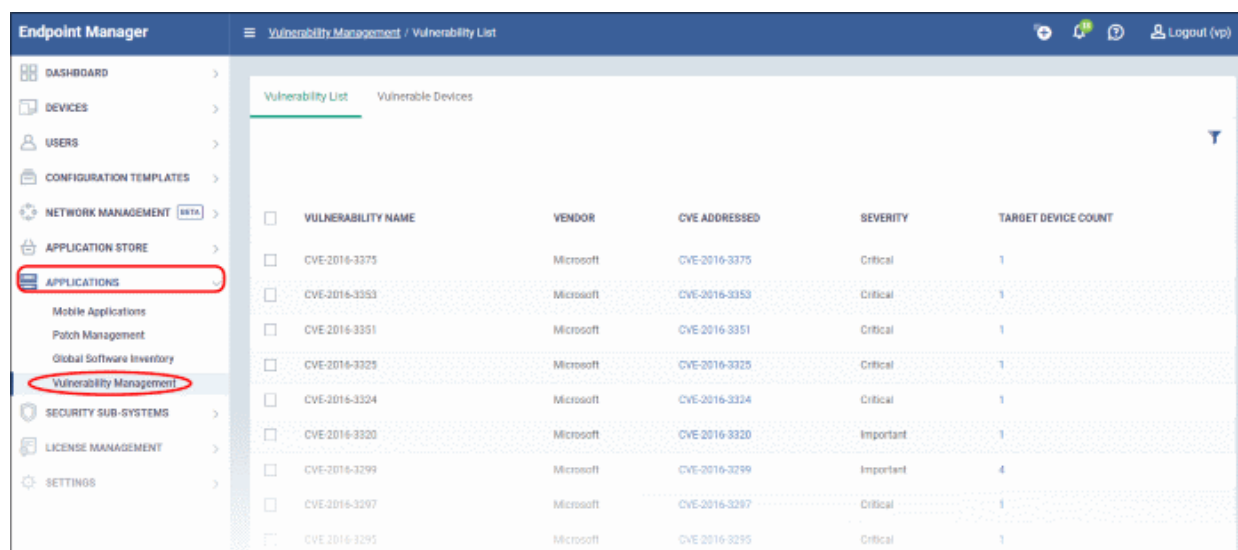 Endpoint Manager
Vulnerability Management / Vulnerability List
Logout (vp)
DASHBOARD
DEVICES
USERS
CONFIGURATION TEMPLATES
NETWORK MANAGEMENT BETA
APPLICATION STORE
APPLICATIONS
Mobile Applications
Patch Management
Global Software Inventory
Vulnerability Management
SECURITY SUB-SYSTEMS
LICENSE MANAGEMENT
SETTINGS
Vulnerability List Vulnerable Devices
VULNERABILITY NAME VENDOR CVE ADDRESSED SEVERITY TARGET DEVICE COUNT
CVE-2016-3375 Microsoft CVE-2016-3375 Critical 1
CVE-2016-3353 Microsoft CVE-2016-3353 Critical 1
CVE-2016-3351 Microsoft CVE-2016-3351 Critical 1
CVE-2016-3325 Microsoft CVE-2016-3325 Critical 1
CVE-2016-3324 Microsoft CVE-2016-3324 Critical 1
CVE-2016-3320 Microsoft CVE-2016-3320 Important 1
CVE-2016-3299 Microsoft CVE-2016-3299 Important 4
CVE-2016-3297 Microsoft CVE-2016-3297 Critical 1
CVE-2016-3295 Microsoft CVE-2016-3295 Critical 1